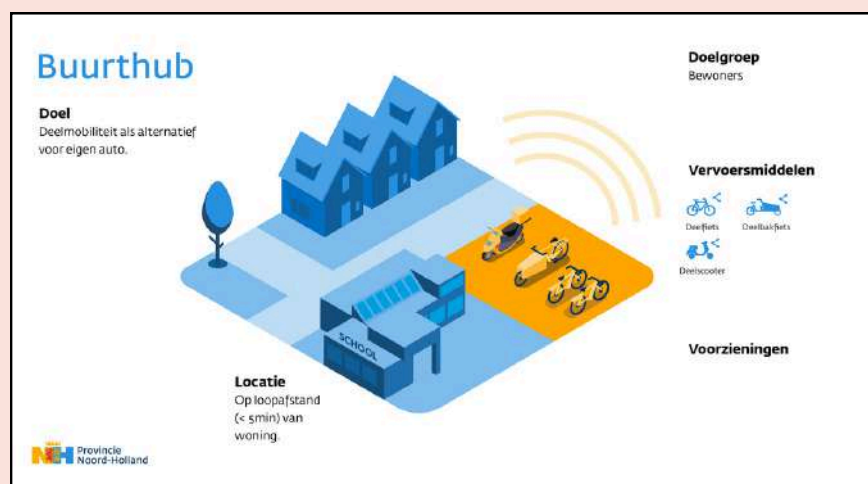 Buurthub
Doel
Deelmobiliteit als alternatief
voor eigen auto.
Doelgroep
Bewoners
Vervoersmiddelen
Deelfiets
Deelbakfiets
Deelscooter
SCHOOL
Voorzieningen
Locatie
Op loopafstand
(< 5min) van
woning.
Provincie
Noord-Holland